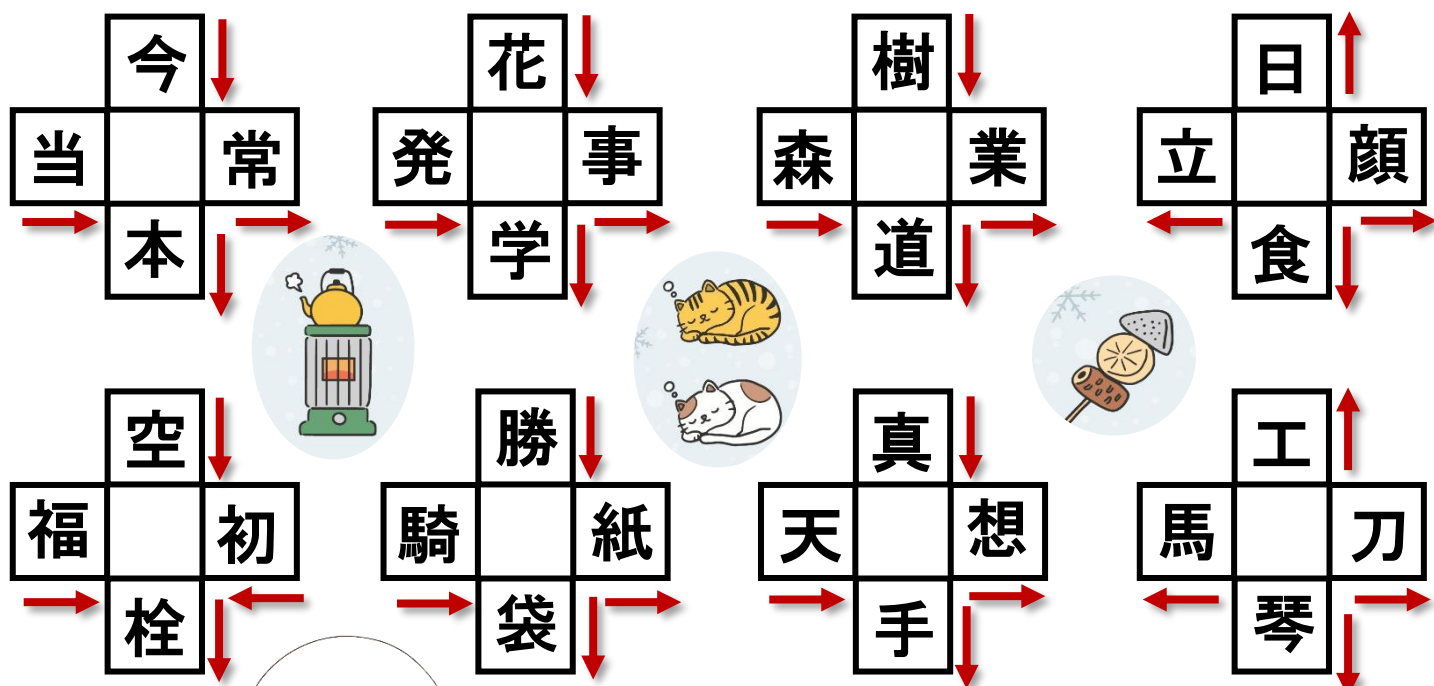 今 花 樹 日
当 常 発 事 森 業 立 顔
本 学 道 食
空 勝 真 工
福 初 騎 紙 天 想 馬 刀
栓 袋 手 琴